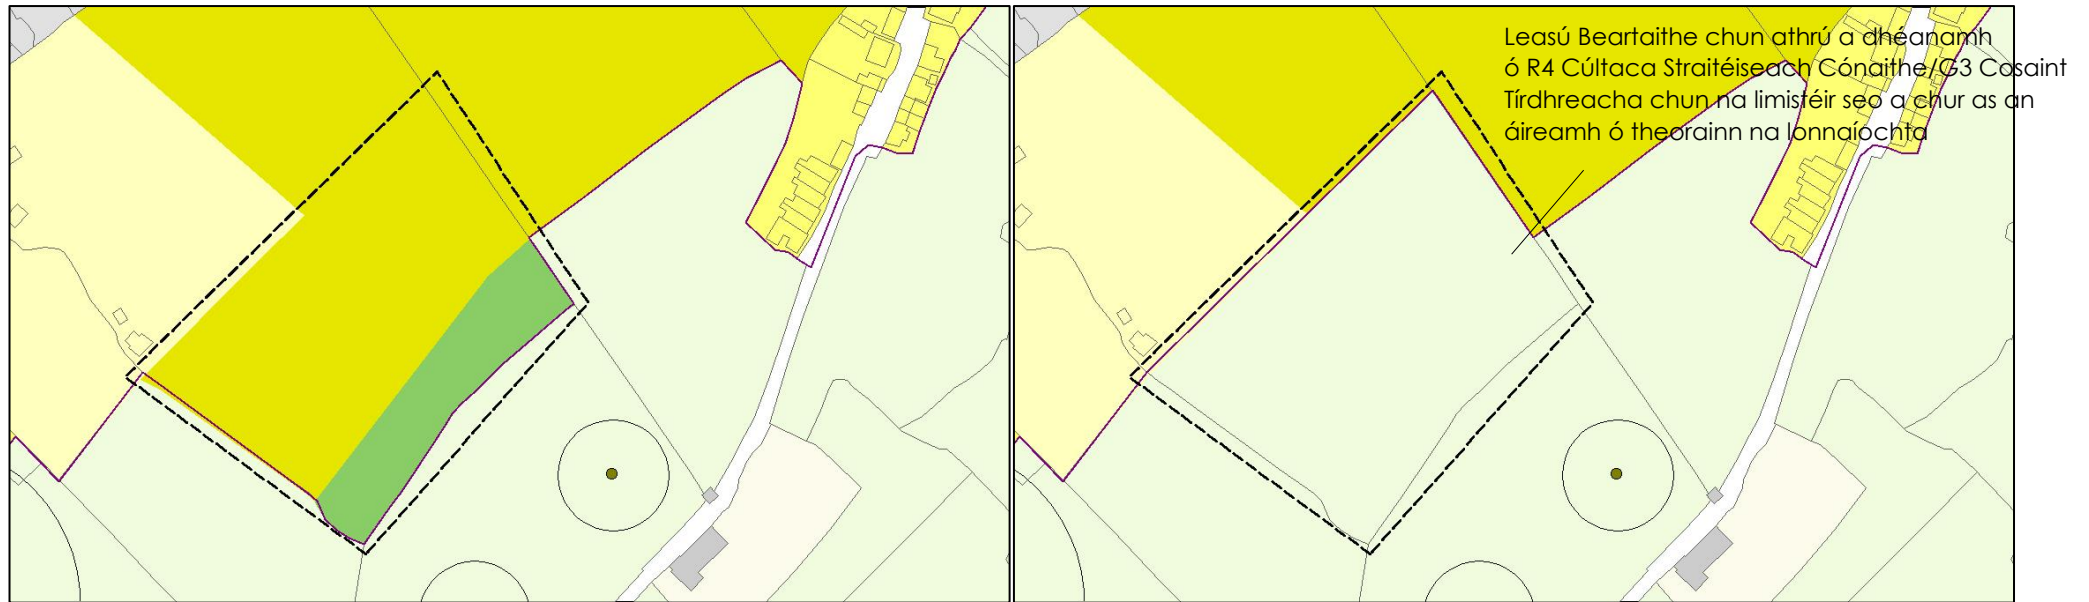 Leasú Beartaithe chun athrú a dhéanamh
ó R4 Cúltaca Straitéiseach Cónaithe/G3 Cosaint
Tírdhreacha chun na limistéir seo a chur as an
áireamh ó theorainn na lonnaíochta